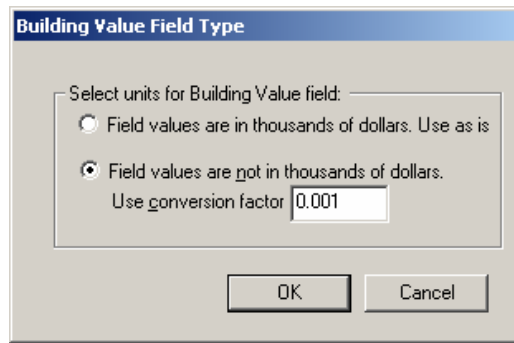 Building Value Field Type
Select units for Building Value field:
Field values are in thousands of dollars. Use as is
Field values are not in thousands of dollars.
Use conversion factor 0.001
OK Cancel